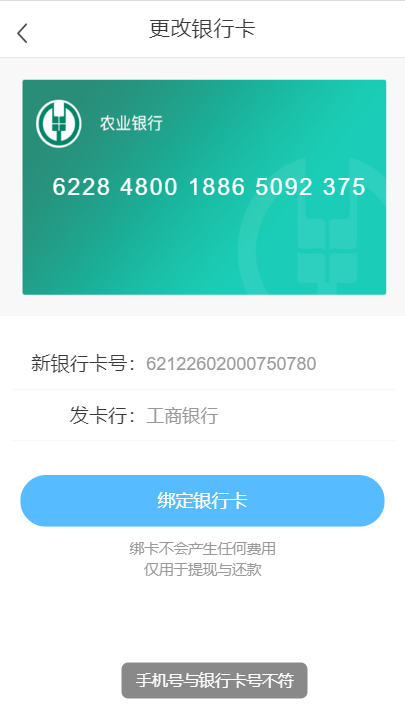 更改银行卡
农业银行
6228 4800 1886 5092 375
新银行卡号：62122602000750780
发卡行：工商银行
绑定银行卡
绑卡不会产生任何费用
仅用于提现与还款
手机号与银行卡号不符